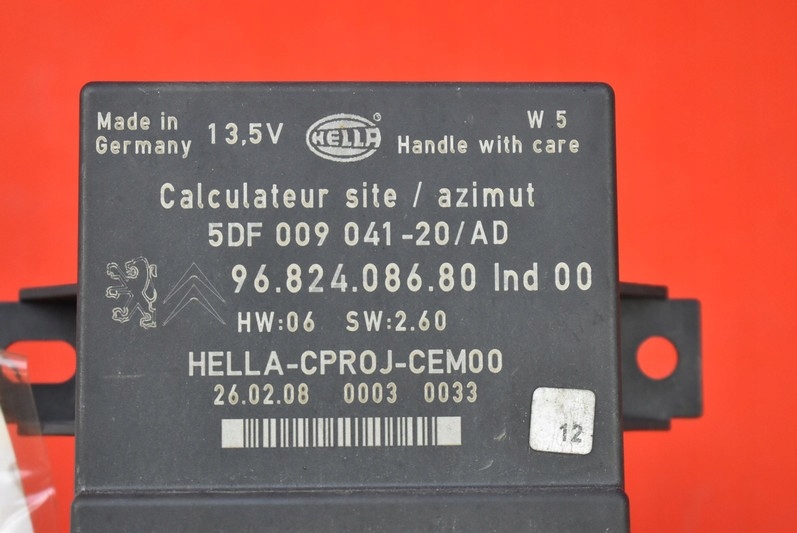 Made in Germany 13,5V HELLA ® W 5
Handle with care
Calculateur site / azimut
5DF 009 041-20/AD
96.824.086.80 Ind 00
HW:06 SW:2.60
HELLA-CPROJ-CEM00
26.02.08 0003 0033
12